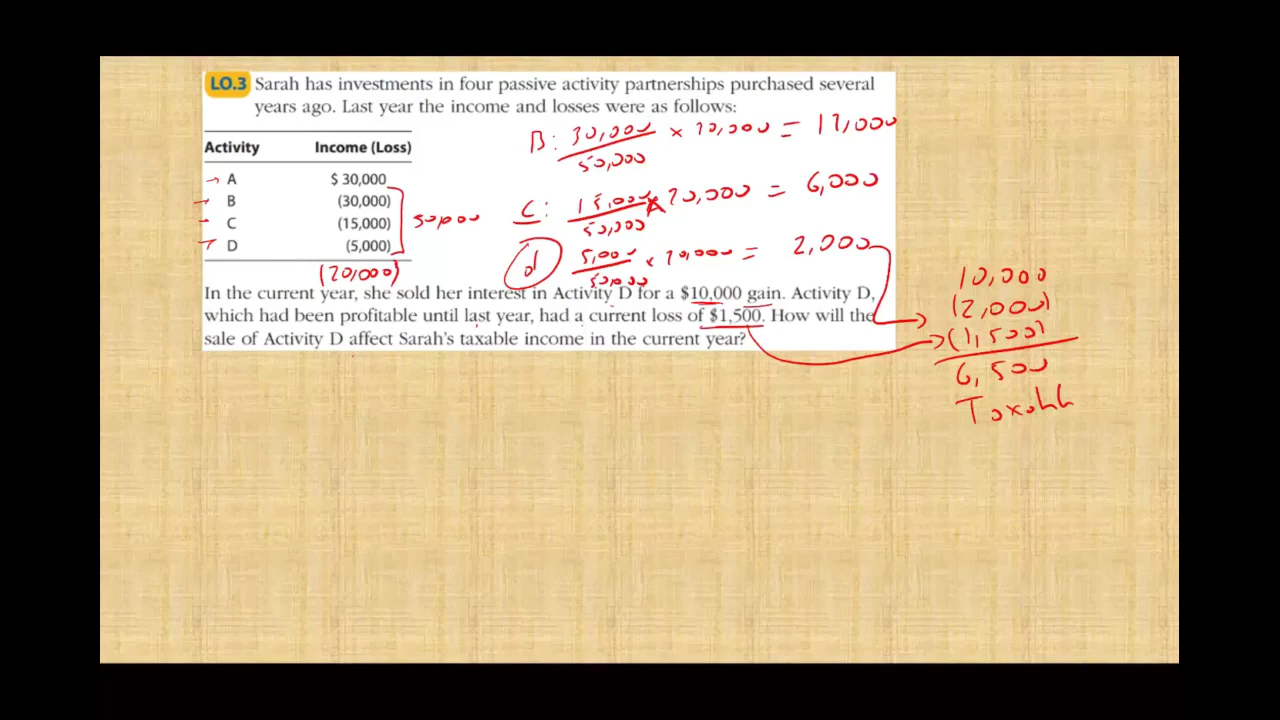 LO.3 Sarah has investments in four passive activity partnerships purchased several
years ago. Last year the income and losses were as follows:
Activity Income (Loss)
A $ 30,000
B (30,000)
C (15,000)
D (5,000)
(20,000)
50,000
B: 30,000 / 50,000 × 20,000 = 12,000
C: 15,000 / 50,000 × 20,000 = 6,000
d 5,000 / 50,000 × 20,000 = 2,000
In the current year, she sold her interest in Activity D for a $10,000 gain. Activity D,
which had been profitable until last year, had a current loss of $1,500. How will the
sale of Activity D affect Sarah's taxable income in the current year?
10,000
(2,000)
(1,500)
6,500